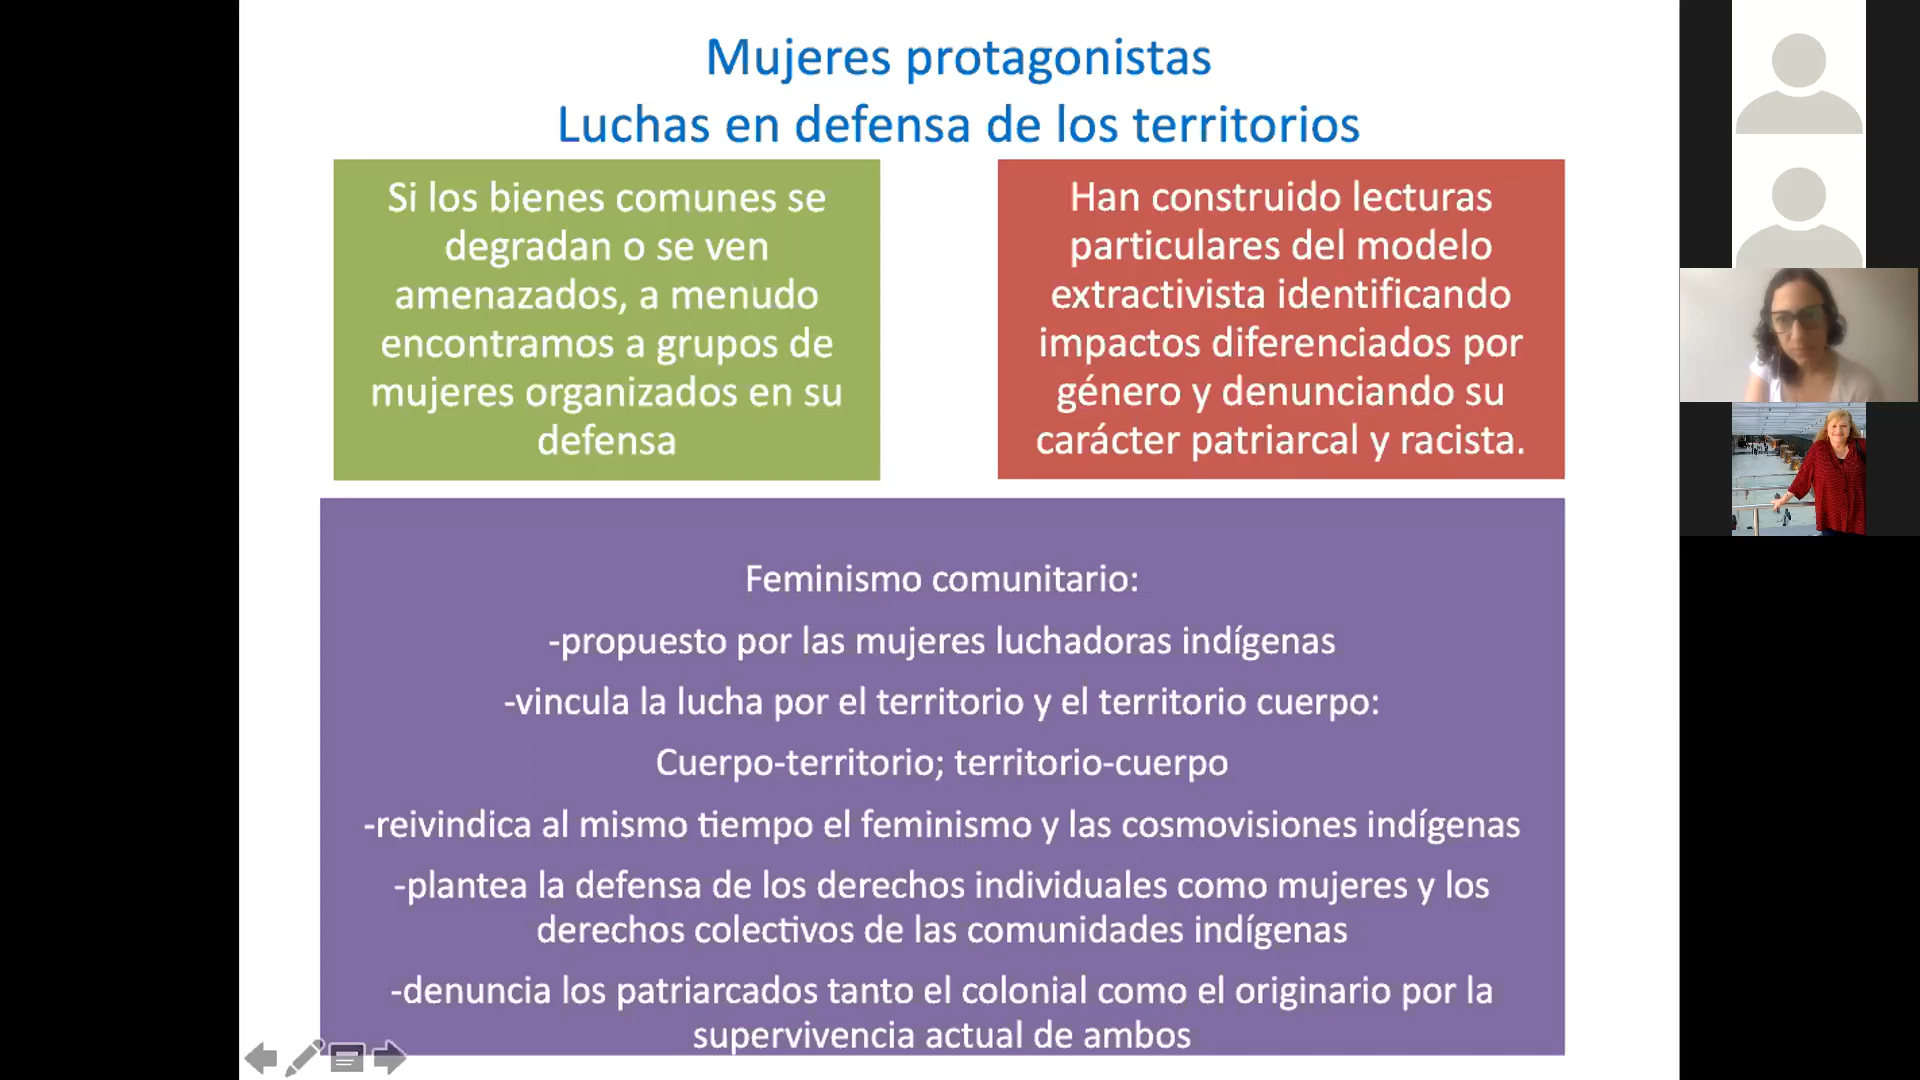 Mujeres protagonistas
Luchas en defensa de los territorios
Si los bienes comunes se
degradan o se ven
amenazados, a menudo
encontramos a grupos de
mujeres organizados en su
defensa
Han construido lecturas
particulares del modelo
extractivista identificando
impactos diferenciados por
género y denunciando su
carácter patriarcal y racista.
Feminismo comunitario:
-propuesto por las mujeres luchadoras indígenas
-vincula la lucha por el territorio y el territorio cuerpo:
Cuerpo-territorio; territorio-cuerpo
-reivindica al mismo tiempo el feminismo y las cosmovisiones indígenas
-plantea la defensa de los derechos individuales como mujeres y los
derechos colectivos de las comunidades indígenas
-denuncia los patriarcados tanto el colonial como el originario por la
supervivencia actual de ambos